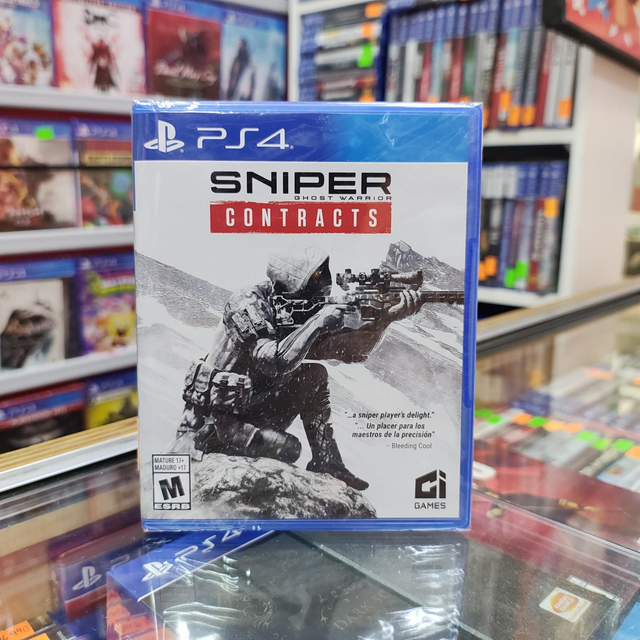 PS4
SNIPER
GHOST WARRIOR
CONTRACTS
...a sniper player's delight."
"... Un placer para los
maestros de la precisión"
– Bleeding Cool
MATURE 17+
MADURO +17
M
ESRB
CI
GAMES
PS4